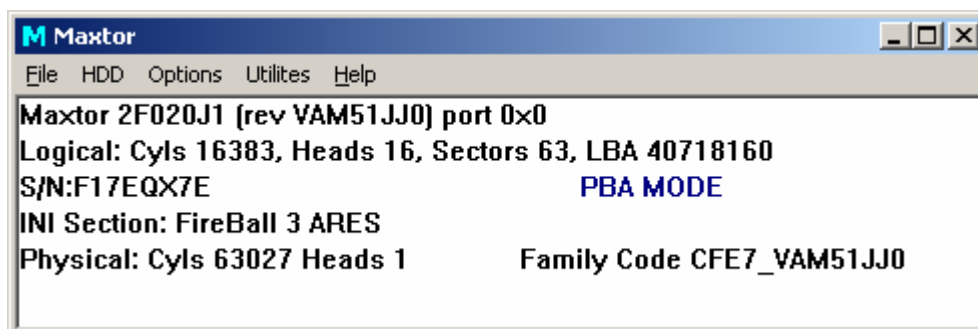 M Maxtor
File HDD Options Utilites Help
Maxtor 2F020J1 (rev VAM51JJ0) port 0x0
Logical: Cyls 16383, Heads 16, Sectors 63, LBA 40718160
S/N:F17EQX7E PBA MODE
INI Section: FireBall 3 ARES
Physical: Cyls 63027 Heads 1 Family Code CFE7_VAM51JJ0